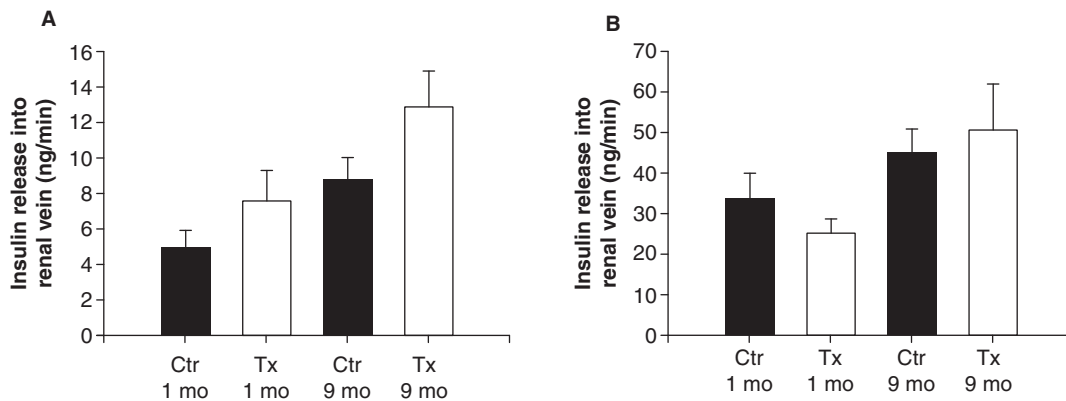 A
Insulin release into
renal vein (ng/min)
16
14
12
10
8
6
4
2
0
Ctr
1 mo
Tx
1 mo
Ctr
9 mo
Tx
9 mo
B
Insulin release into
renal vein (ng/min)
70
60
50
40
30
20
10
0
Ctr
1 mo
Tx
1 mo
Ctr
9 mo
Tx
9 mo